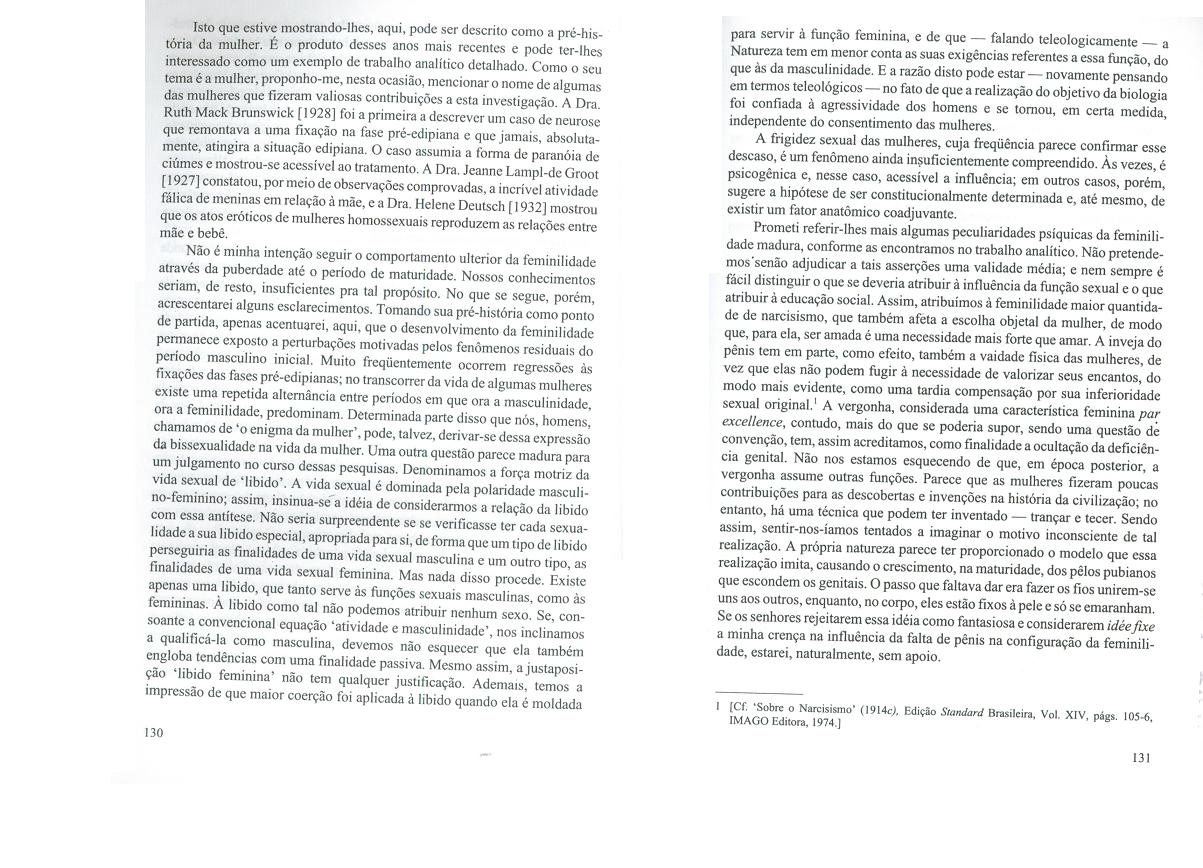 Isto que estive mostrando-lhes, aqui, pode ser descrito como a pré-his-
tória da mulher. É o produto desses anos mais recentes e pode ter-lhes
interessado como um exemplo de trabalho analítico detalhado. Como o seu
tema é a mulher, proponho-me, nesta ocasião, mencionar o nome de algumas
das mulheres que fizeram valiosas contribuições a esta investigação. A Dra.
Ruth Mack Brunswick [1928] foi a primeira a descrever um caso de neurose
que remontava a uma fixação na fase pré-edipiana e que jamais, absoluta-
mente, atingira a situação edipiana. O caso assumia a forma de paranóia de
ciúmes e mostrou-se acessível ao tratamento. A Dra. Jeanne Lampl-de Groot
[1927] constatou, por meio de observações comprovadas, a incrível atividade
fálica de meninas em relação à mãe, e a Dra. Helene Deutsch [1932] mostrou
que os atos eróticos de mulheres homossexuais reproduzem as relações entre
mãe e bebê.
Não é minha intenção seguir o comportamento ulterior da feminilidade
através da puberdade até o período de maturidade. Nossos conhecimentos
seriam, de resto, insuficientes pra tal propósito. No que se segue, porém,
acrescentarei alguns esclarecimentos. Tomando sua pré-história como ponto
de partida, apenas acentuarei, aqui, que o desenvolvimento da feminilidade
permanece exposto a perturbações motivadas pelos fenômenos residuais do
período masculino inicial. Muito freqüentemente ocorrem regressões às
fixações das fases pré-edipianas; no transcorrer da vida de algumas mulheres
existe uma repetida alternância entre períodos em que ora a masculinidade,
ora a feminilidade, predominam. Determinada parte disso que nós, homens,
chamamos de ‘o enigma da mulher’, pode, talvez, derivar-se dessa expressão
da bissexualidade na vida da mulher. Uma outra questão parece madura para
um julgamento no curso dessas pesquisas. Denominamos a força motriz da
vida sexual de ‘libido’. A vida sexual é dominada pela polaridade masculi-
no-feminino; assim, insinua-se a idéia de considerarmos a relação da libido
com essa antítese. Não seria surpreendente se se verificasse ter cada sexua-
lidade a sua libido especial, apropriada para si, de forma que um tipo de libido
perseguiria as finalidades de uma vida sexual masculina e um outro tipo, as
finalidades de uma vida sexual feminina. Mas nada disso procede. Existe
apenas uma libido, que tanto serve às funções sexuais masculinas, como às
femininas. À libido como tal não podemos atribuir nenhum sexo. Se, con-
soante a convencional equação ‘atividade e masculinidade’, nos inclinamos
a qualificá-la como masculina, devemos não esquecer que ela também
engloba tendências com uma finalidade passiva. Mesmo assim, a justaposi-
ção ‘libido feminina’ não tem qualquer justificação. Ademais, temos a
impressão de que maior coerção foi aplicada à libido quando ela é moldada
130
para servir à função feminina, e de que — falando teleologicamente — a
Natureza tem em menor conta as suas exigências referentes a essa função, do
que às da masculinidade. E a razão disto pode estar — novamente pensando
em termos teleológicos — no fato de que a realização do objetivo da biologia
foi confiada à agressividade dos homens e se tornou, em certa medida,
independente do consentimento das mulheres.
A frigidez sexual das mulheres, cuja freqüência parece confirmar esse
descaso, é um fenômeno ainda insuficientemente compreendido. Às vezes, é
psicogênica e, nesse caso, acessível a influência; em outros casos, porém,
sugere a hipótese de ser constitucionalmente determinada e, até mesmo, de
existir um fator anatômico coadjuvante.
Prometi referir-lhes mais algumas peculiaridades psíquicas da feminili-
dade madura, conforme as encontramos no trabalho analítico. Não pretende-
mos senão adjudicar a tais asserções uma validade média; e nem sempre é
fácil distinguir o que se deveria atribuir à influência da função sexual e o que
atribuir à educação social. Assim, atribuímos à feminilidade maior quantida-
de de narcisismo, que também afeta a escolha objetal da mulher, de modo
que, para ela, ser amada é uma necessidade mais forte que amar. A inveja do
pênis tem em parte, como efeito, também a vaidade física das mulheres, de
vez que elas não podem fugir à necessidade de valorizar seus encantos, do
modo mais evidente, como uma tardia compensação por sua inferioridade
sexual original.¹ A vergonha, considerada uma característica feminina par
excellence, contudo, mais do que se poderia supor, sendo uma questão de
convenção, tem, assim acreditamos, como finalidade a ocultação da deficiên-
cia genital. Não nos estamos esquecendo de que, em época posterior, a
vergonha assume outras funções. Parece que as mulheres fizeram poucas
contribuições para as descobertas e invenções na história da civilização; no
entanto, há uma técnica que podem ter inventado — trançar e tecer. Sendo
assim, sentir-nos-íamos tentados a imaginar o motivo inconsciente de tal
realização. A própria natureza parece ter proporcionado o modelo que essa
realização imita, causando o crescimento, na maturidade, dos pêlos pubianos
que escondem os genitais. O passo que faltava dar era fazer os fios unirem-se
uns aos outros, enquanto, no corpo, eles estão fixos à pele e só se emaranham.
Se os senhores rejeitarem essa idéia como fantasiosa e considerarem idée fixe
a minha crença na influência da falta de pênis na configuração da feminili-
dade, estarei, naturalmente, sem apoio.
1 [Cf. ‘Sobre o Narcisismo’ (1914c), Edição Standard Brasileira, Vol. XIV, págs. 105-6,
IMAGO Editora, 1974.]
131